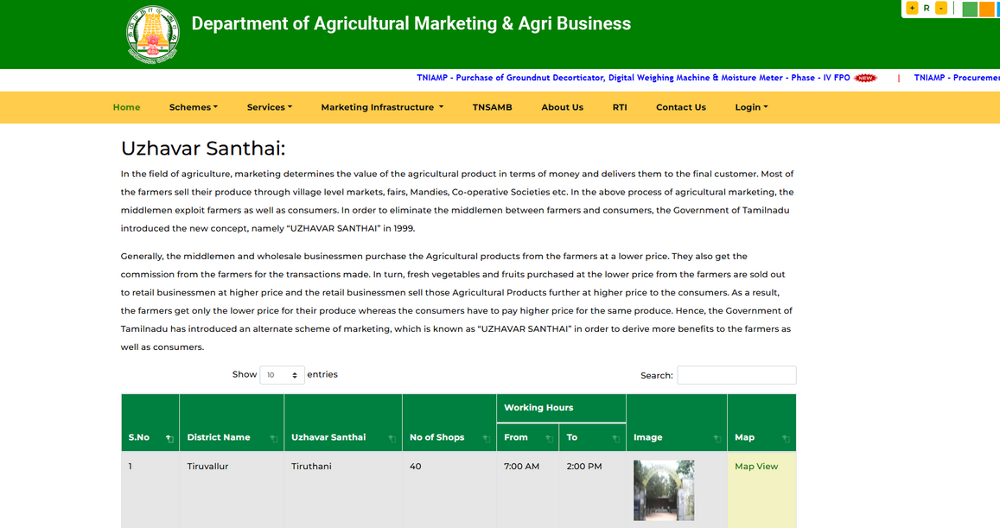 + R -
Department of Agricultural Marketing & Agri Business
TNIAMP - Purchase of Groundnut Decorticator, Digital Weighing Machine & Moisture Meter - Phase - IV FPO NEW | TNIAMP - Procuremen
Home Schemes Services Marketing Infrastructure TNSAMB About Us RTI Contact Us Login
Uzhavar Santhai:
In the field of agriculture, marketing determines the value of the agricultural product in terms of money and delivers them to the final customer. Most of
the farmers sell their produce through village level markets, fairs, Mandies, Co-operative Societies etc. In the above process of agricultural marketing, the
middlemen exploit farmers as well as consumers. In order to eliminate the middlemen between farmers and consumers, the Government of Tamilnadu
introduced the new concept, namely “UZHAVAR SANTHAI” in 1999.
Generally, the middlemen and wholesale businessmen purchase the Agricultural products from the farmers at a lower price. They also get the
commission from the farmers for the transactions made. In turn, fresh vegetables and fruits purchased at the lower price from the farmers are sold out
to retail businessmen at higher price and the retail businessmen sell those Agricultural Products further at higher price to the consumers. As a result,
the farmers get only the lower price for their produce whereas the consumers have to pay higher price for the same produce. Hence, the Government of
Tamilnadu has introduced an alternate scheme of marketing, which is known as “UZHAVAR SANTHAI” in order to derive more benefits to the farmers as
well as consumers.
Show 10 entries Search:
Working Hours
S.No District Name Uzhavar Santhai No of Shops From To Image Map
1 Tiruvallur Tiruthani 40 7:00 AM 2:00 PM Map View